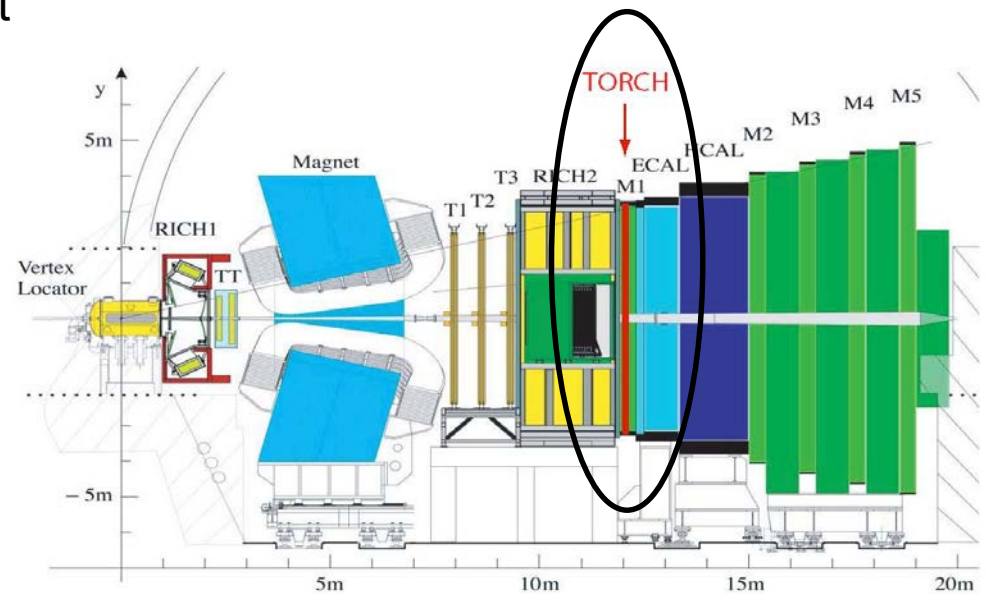 y
5m
Magnet
RICH1
TT
Vertex
Locator
T1
T2
T3
RICH2
TORCH
M1
ECAL
HCAL
M2
M3
M4
M5
– 5m
5m
10m
15m
20m